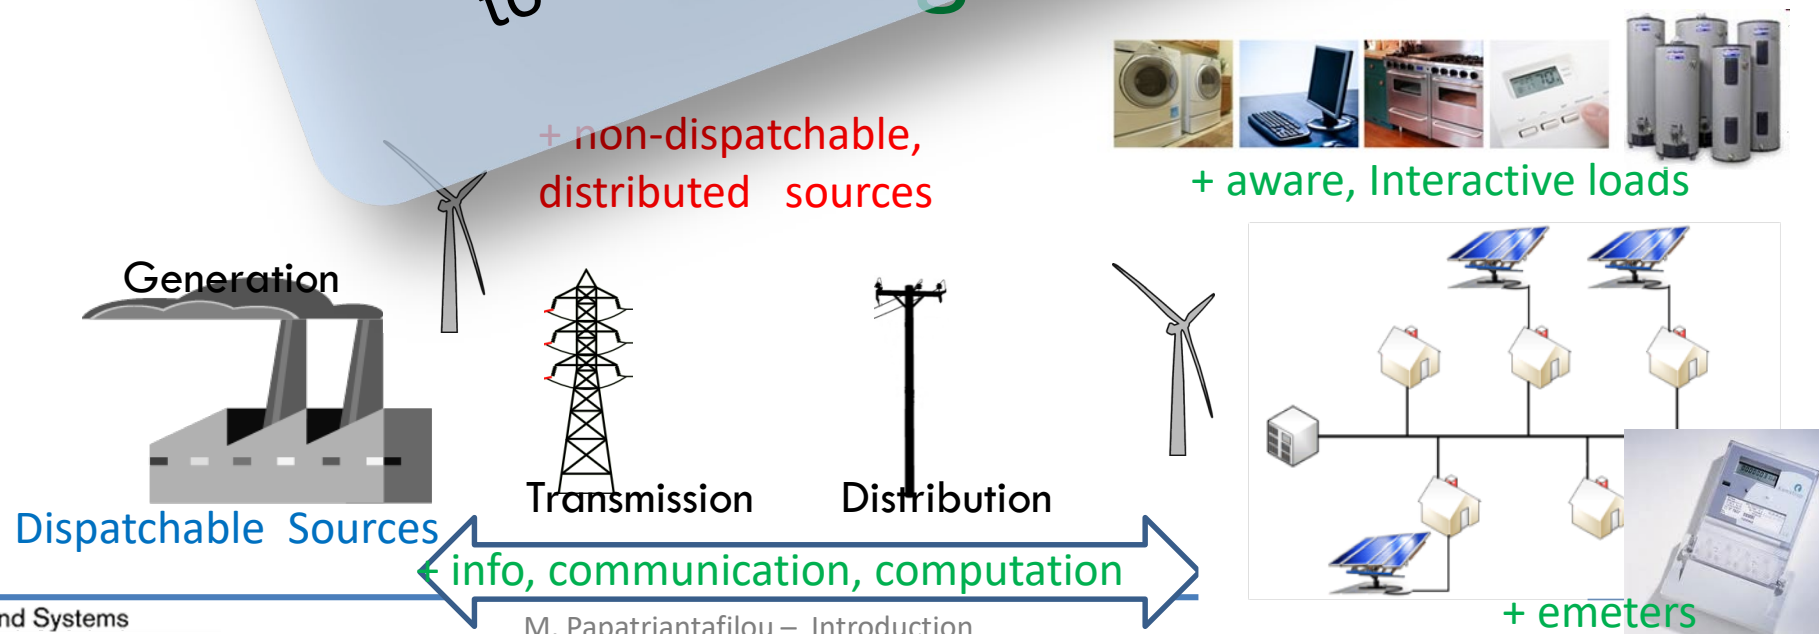 to
+ non-dispatchable,
distributed sources
+ aware, Interactive loads
Generation
Transmission
Distribution
Dispatchable Sources
+ info, communication, computation
+ emeters
nd Systems
M. Papatriantafilou – Introduction